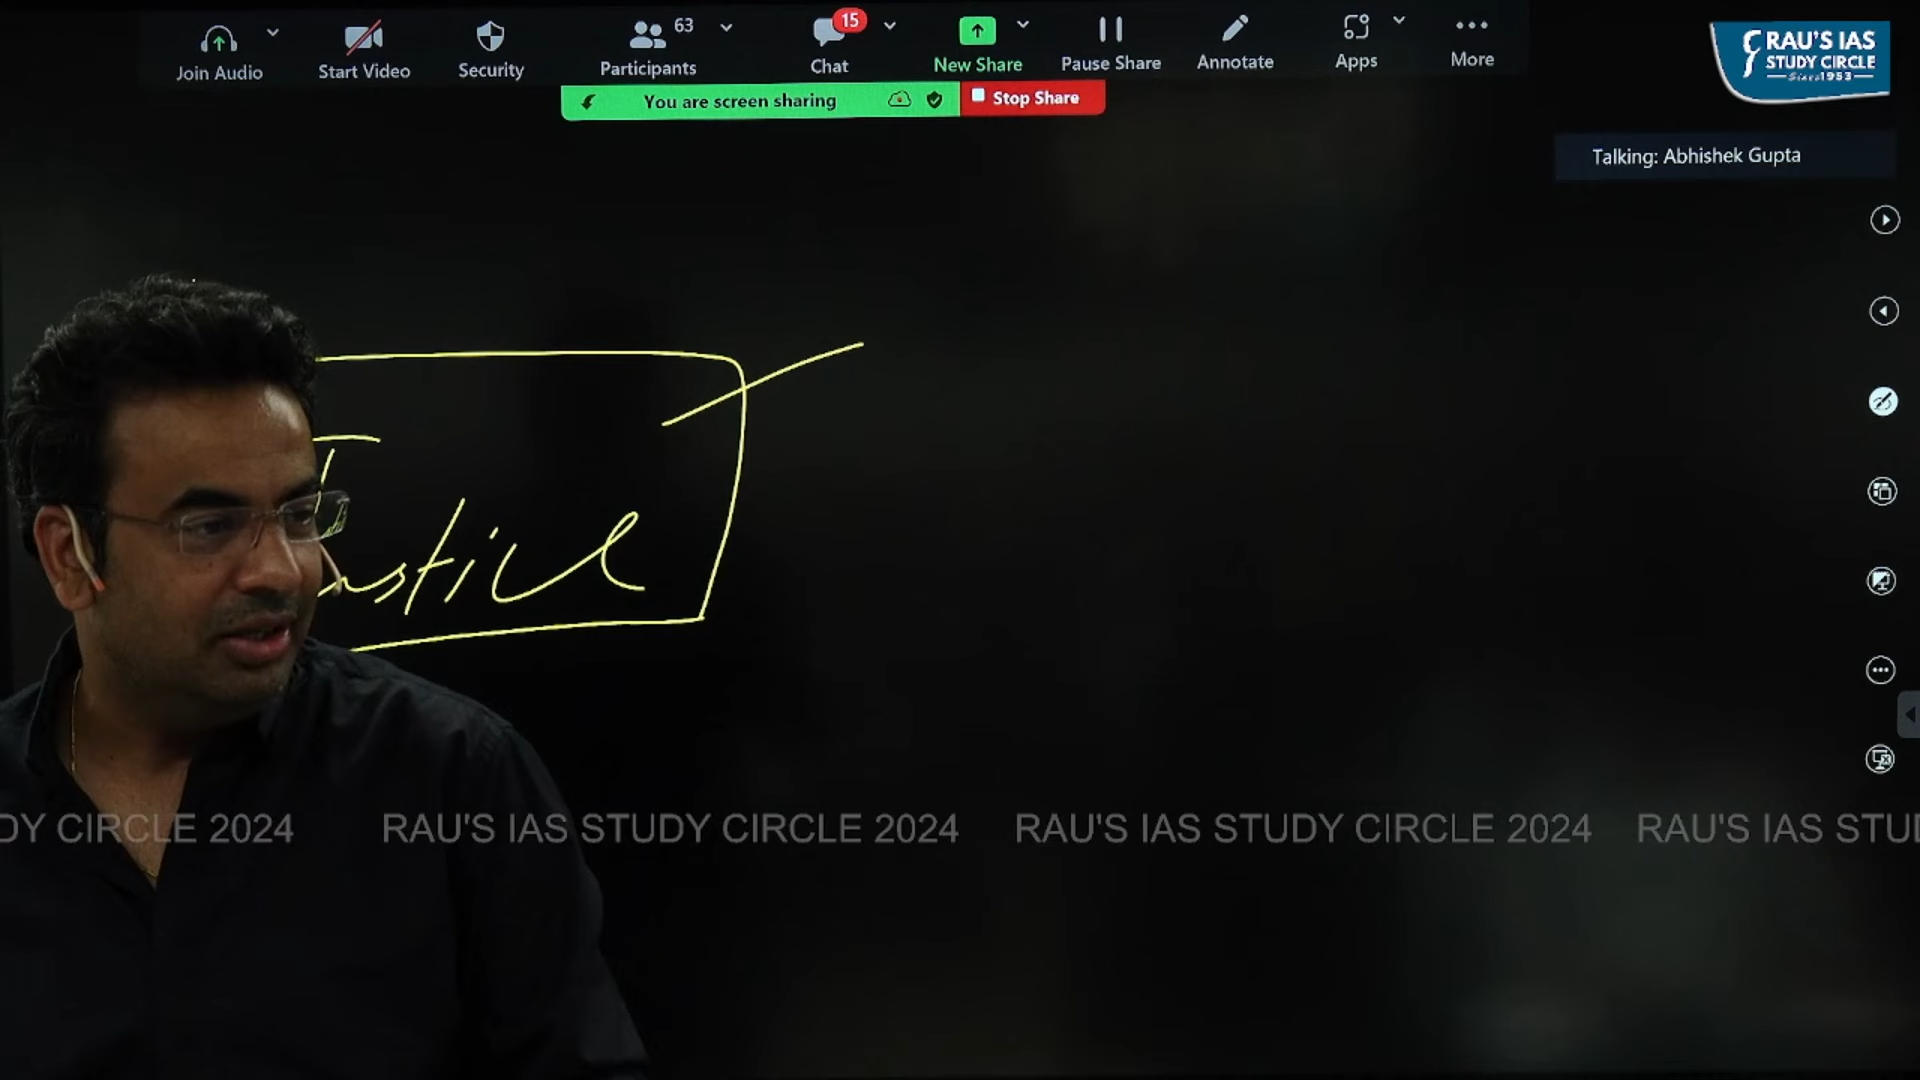 63
15
Join Audio
Start Video
Security
Participants
Chat
New Share
Pause Share
Annotate
Apps
More
You are screen sharing
Stop Share
RAU'S IAS
STUDY CIRCLE
Since 1953
Talking: Abhishek Gupta
DY CIRCLE 2024 RAU'S IAS STUDY CIRCLE 2024 RAU'S IAS STUDY CIRCLE 2024 RAU'S IAS STU